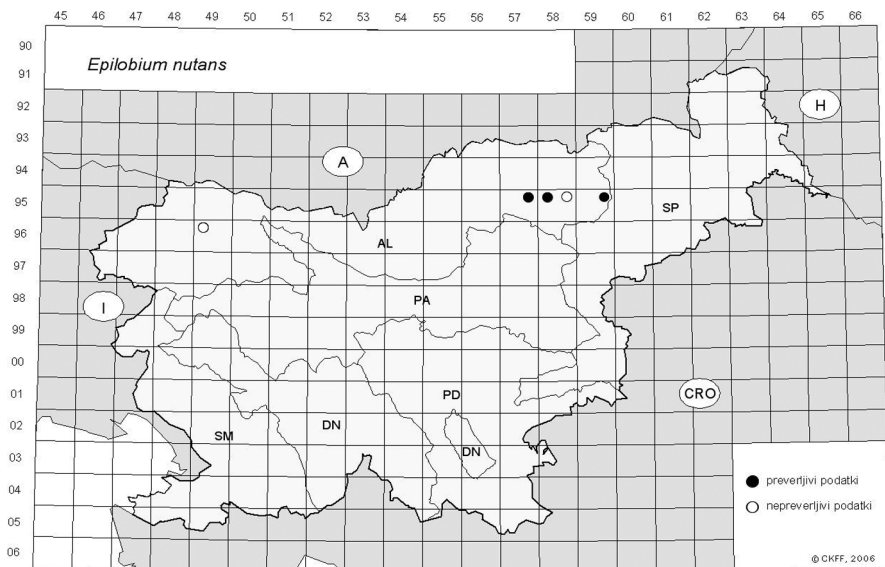 45 46 47 48 49 50 51 52 53 54 55 56 57 58 59 60 61 62 63 64 65 66
90
Epilobium nutans
91
92
H
93
A
94
95
SP
96
AL
97
98
I
PA
99
00
01
PD
CRO
02
SM
DN
DN
03
04
preverljivi podatki
05
nepreverljivi podatki
06
© CKFF, 2006